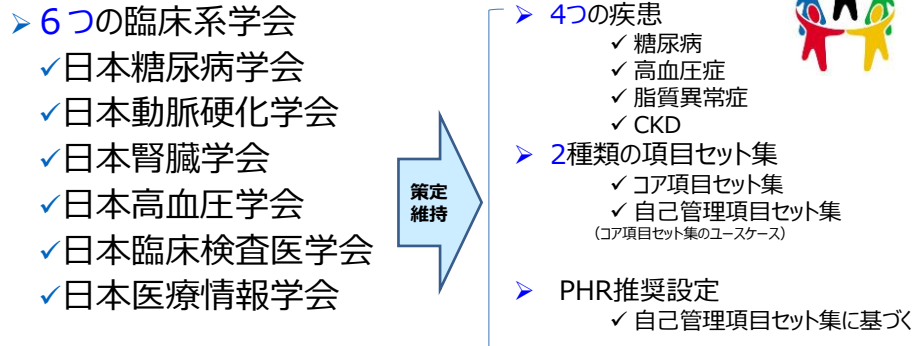 ➢ 6つの臨床系学会
✓日本糖尿病学会
✓日本動脈硬化学会
✓日本腎臓学会
✓日本高血圧学会
✓日本臨床検査医学会
✓日本医療情報学会
策定
維持
➢ 4つの疾患
✓ 糖尿病
✓ 高血圧症
✓ 脂質異常症
✓ CKD
➢ 2種類の項目セット集
✓ コア項目セット集
✓ 自己管理項目セット集
(コア項目セット集のユースケース)
➢ PHR推奨設定
✓ 自己管理項目セット集に基づく